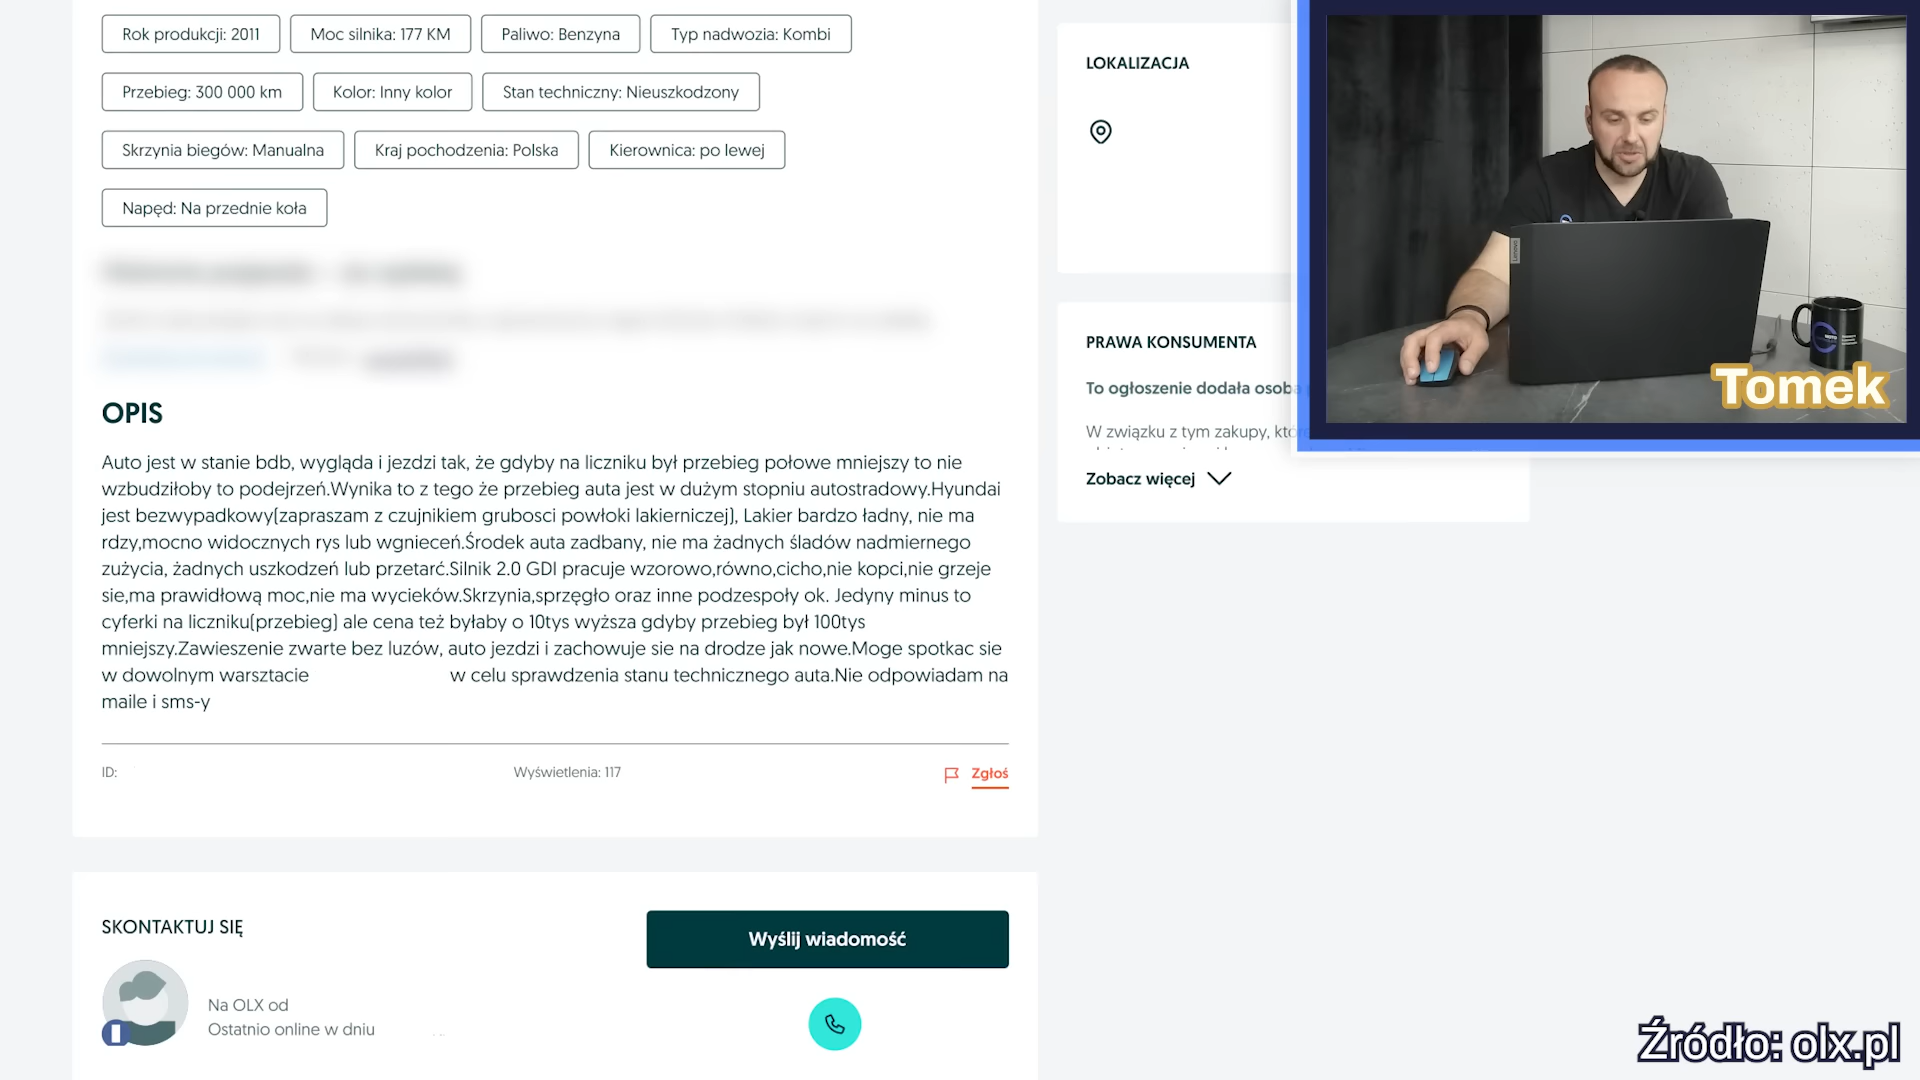 Rok produkcji: 2011
Moc silnika: 177 KM
Paliwo: Benzyna
Typ nadwozia: Kombi
Przebieg: 300 000 km
Kolor: Inny kolor
Stan techniczny: Nieuszkodzony
Skrzynia biegów: Manualna
Kraj pochodzenia: Polska
Kierownica: po lewej
Napęd: Na przednie koła
OPIS
Auto jest w stanie bdb, wygląda i jezdzi tak, że gdyby na liczniku był przebieg połowe mniejszy to nie
wzbudziłoby to podejrzeń.Wynika to z tego że przebieg auta jest w dużym stopniu autostradowy.Hyundai
jest bezwypadkowy(zapraszam z czujnikiem grubosci powłoki lakierniczej), Lakier bardzo ładny, nie ma
rdzy,mocno widocznych rys lub wgnieceń.Środek auta zadbany, nie ma żadnych śladów nadmiernego
zużycia, żadnych uszkodzeń lub przetarć.Silnik 2.0 GDI pracuje wzorowo,równo,cicho,nie kopci,nie grzeje
sie,ma prawidłową moc,nie ma wycieków.Skrzynia,sprzęgło oraz inne podzespoły ok. Jedyny minus to
cyferki na liczniku(przebieg) ale cena też byłaby o 10tys wyższa gdyby przebieg był 100tys
mniejszy.Zawieszenie zwarte bez luzów, auto jezdzi i zachowuje sie na drodze jak nowe.Moge spotkac sie
w dowolnym warsztacie w celu sprawdzenia stanu technicznego auta.Nie odpowiadam na
maile i sms-y
ID:
Wyświetlenia: 117
Zgłoś
SKONTAKTUJ SIĘ
Wyślij wiadomość
Na OLX od
Ostatnio online w dniu
LOKALIZACJA
PRAWA KONSUMENTA
To ogłoszenie dodała osoba
W związku z tym zakupy,
Zobacz więcej
Lenovo
Tomek
Źródło: olx.pl